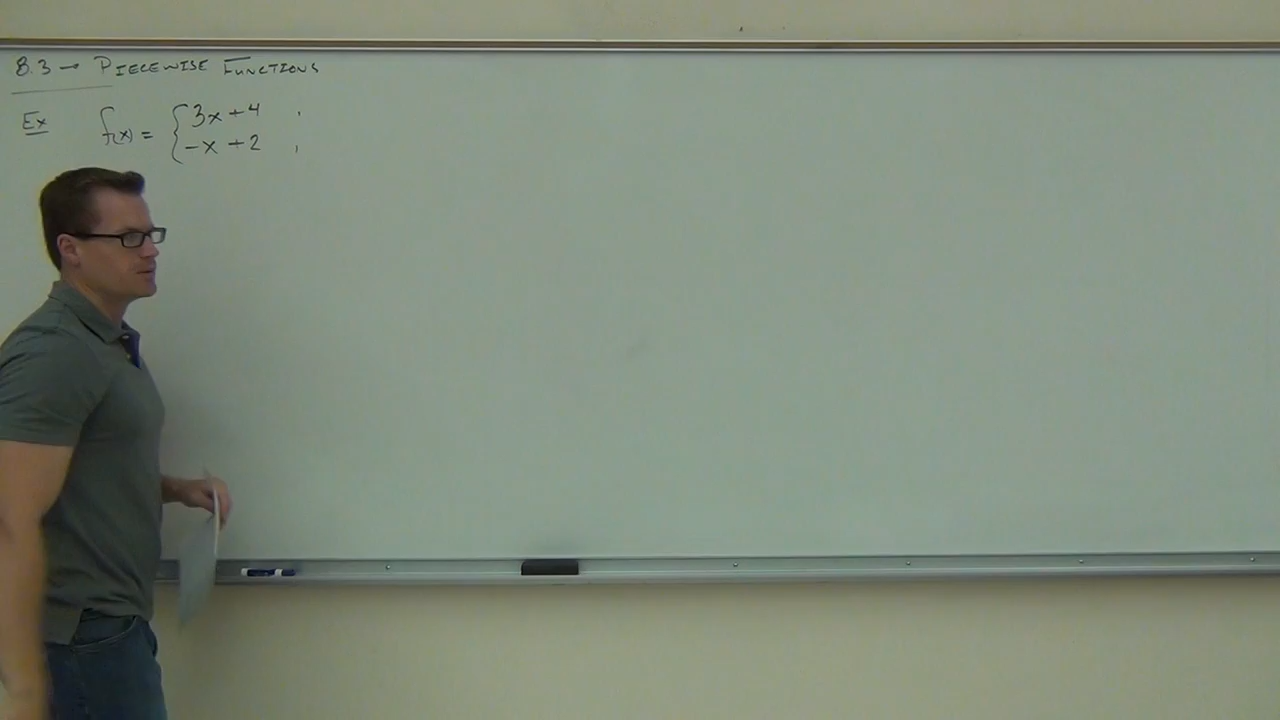 8.3 → Piecewise Functions
Ex f(x) = { 3x + 4 ,
-x + 2 ,